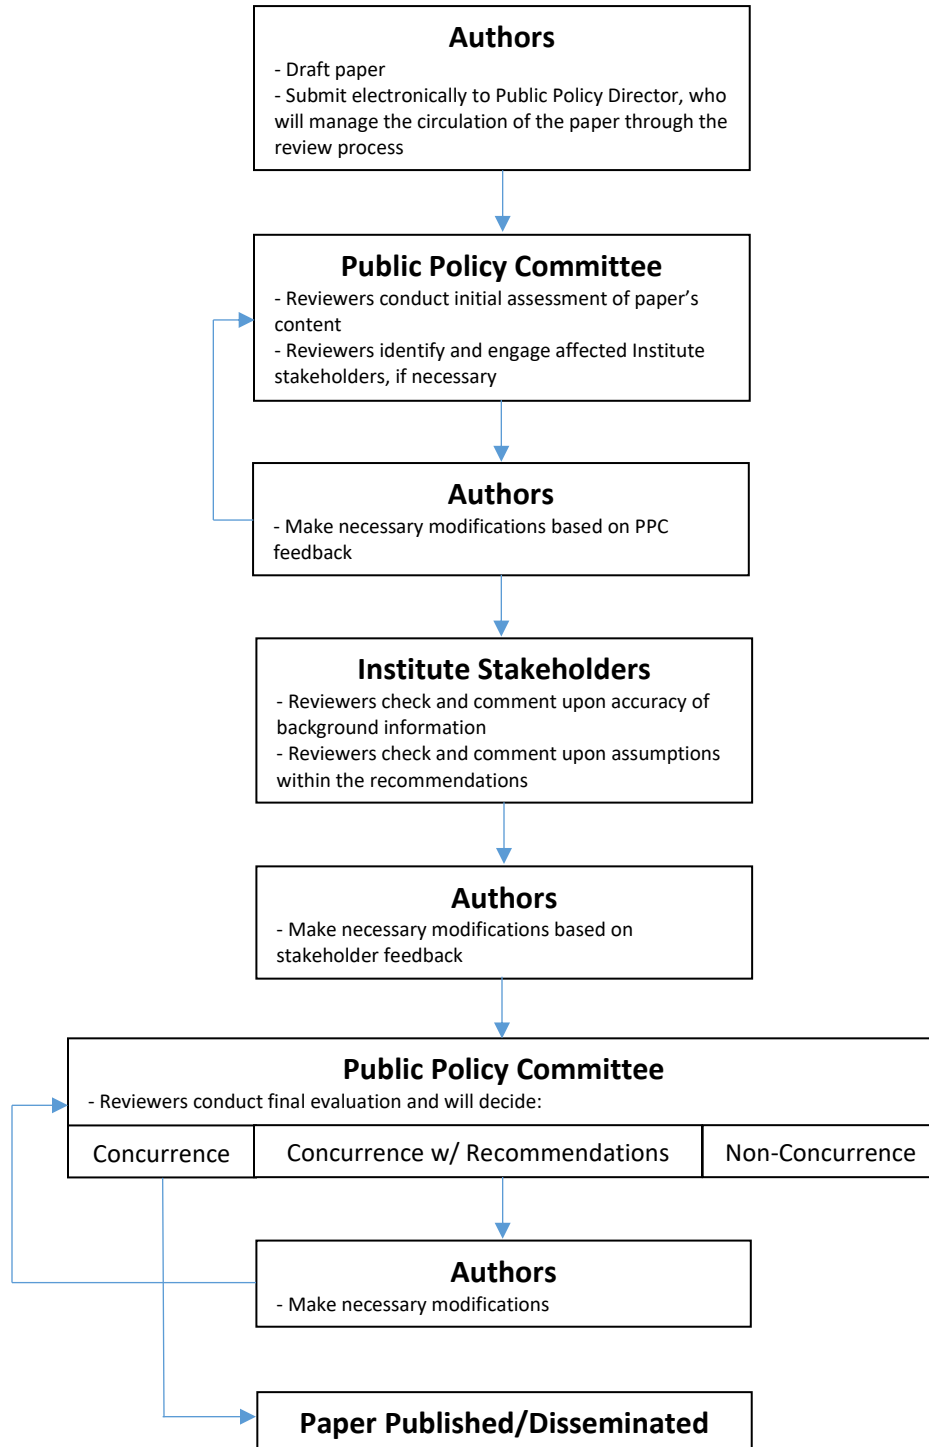 Authors
- Draft paper
- Submit electronically to Public Policy Director, who
will manage the circulation of the paper through the
review process
Public Policy Committee
- Reviewers conduct initial assessment of paper’s
content
- Reviewers identify and engage affected Institute
stakeholders, if necessary
Authors
- Make necessary modifications based on PPC
feedback
Institute Stakeholders
- Reviewers check and comment upon accuracy of
background information
- Reviewers check and comment upon assumptions
within the recommendations
Authors
- Make necessary modifications based on
stakeholder feedback
Public Policy Committee
- Reviewers conduct final evaluation and will decide:
Concurrence
Concurrence w/ Recommendations
Non-Concurrence
Authors
- Make necessary modifications
Paper Published/Disseminated